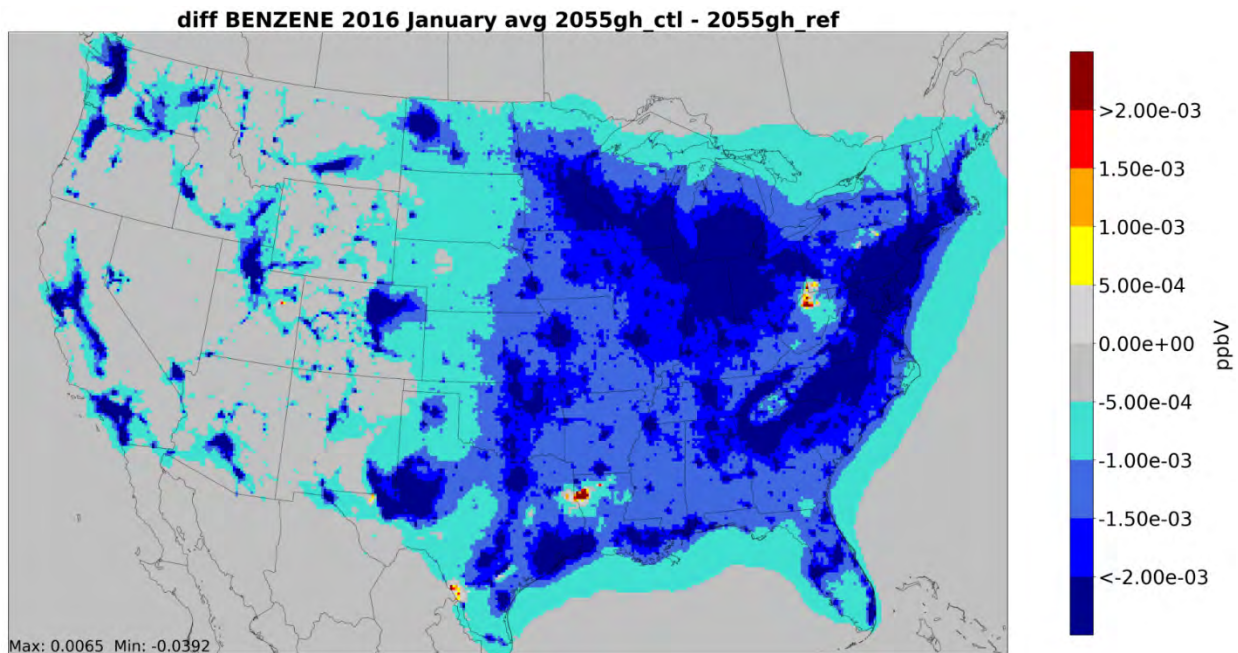 diff BENZENE 2016 January avg 2055gh_ctl - 2055gh_ref
>2.00e-03
1.50e-03
1.00e-03
5.00e-04
0.00e+00
-5.00e-04
-1.00e-03
-1.50e-03
<-2.00e-03
ppbV
Max: 0.0065 Min: -0.0392